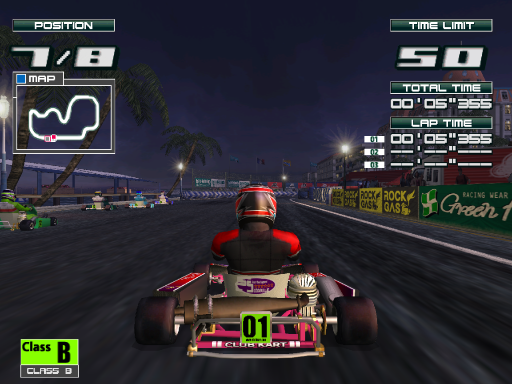 POSITION
7/8
MAP
TIME LIMIT
50
TOTAL TIME
00'05"355
LAP TIME
01 00'05"355
02 --'--"---
03 --'--"---
ROCK GAS
ROCK GAS
RACING WEAR
Green 1
01
CLUB KART
Class B
CLASS B